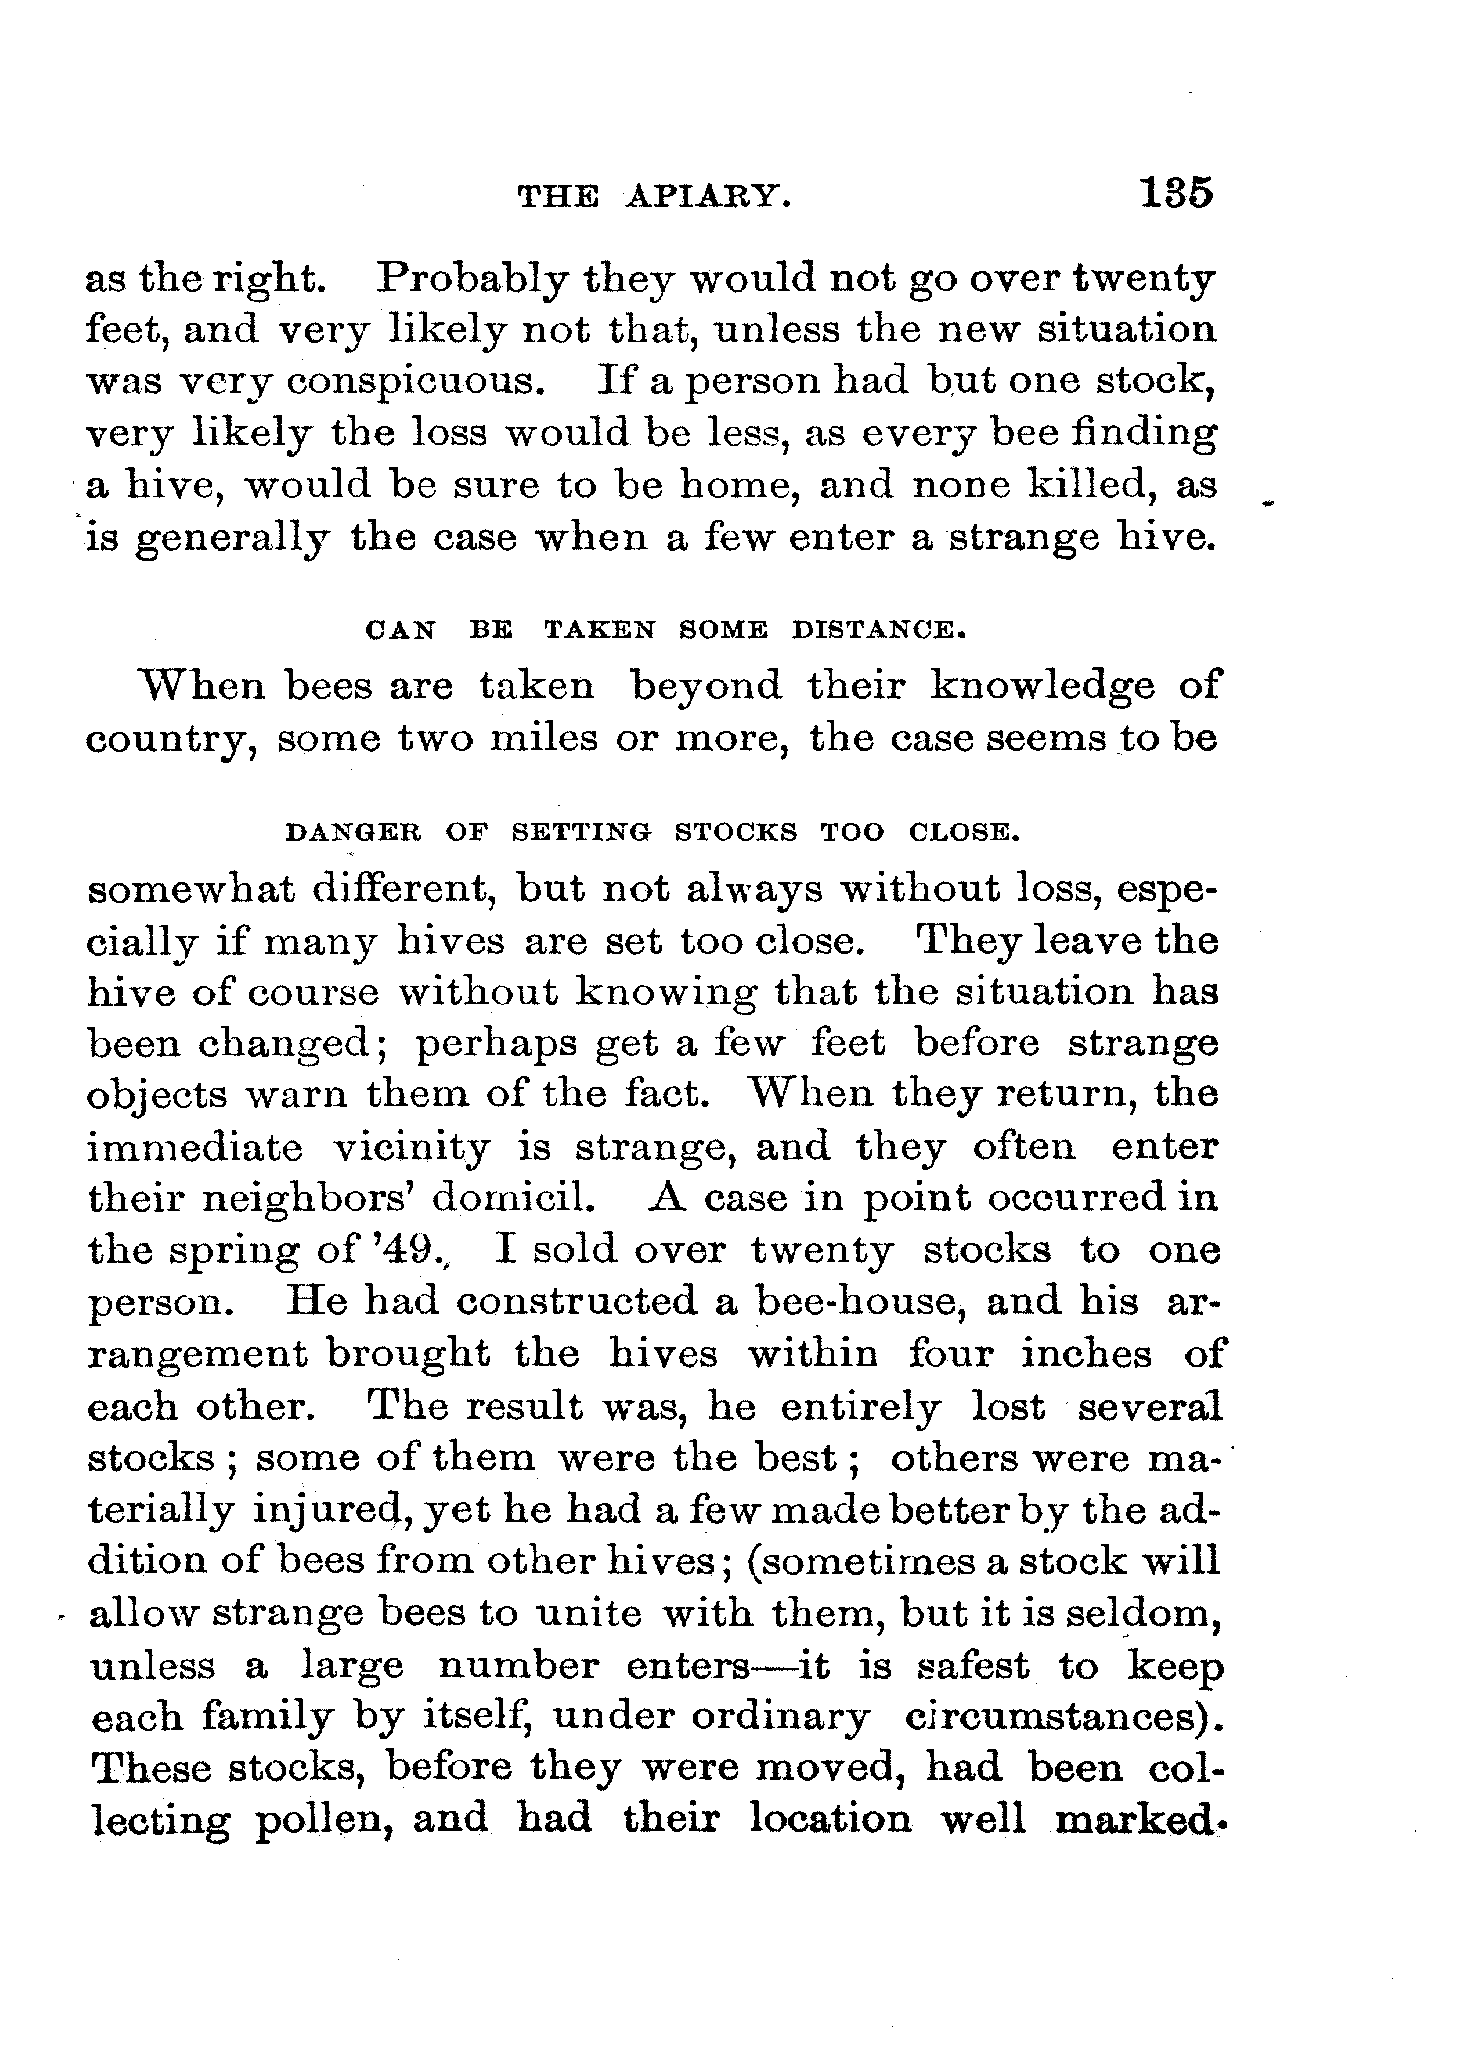 THE APIARY. 135
as the right. Probably they would not go over twenty
feet, and very likely not that, unless the new situation
was very conspicuous. If a person had but one stock,
very likely the loss would be less, as every bee finding
a hive, would be sure to be home, and none killed, as
is generally the case when a few enter a strange hive.
CAN BE TAKEN SOME DISTANCE.
When bees are taken beyond their knowledge of
country, some two miles or more, the case seems to be
DANGER OF SETTING STOCKS TOO CLOSE.
somewhat different, but not always without loss, espe-
cially if many hives are set too close. They leave the
hive of course without knowing that the situation has
been changed; perhaps get a few feet before strange
objects warn them of the fact. When they return, the
immediate vicinity is strange, and they often enter
their neighbors' domicil. A case in point occurred in
the spring of '49., I sold over twenty stocks to one
person. He had constructed a bee-house, and his ar-
rangement brought the hives within four inches of
each other. The result was, he entirely lost several
stocks ; some of them were the best ; others were ma-
terially injured, yet he had a few made better by the ad-
dition of bees from other hives; (sometimes a stock will
allow strange bees to unite with them, but it is seldom,
unless a large number enters—it is safest to keep
each family by itself, under ordinary circumstances).
These stocks, before they were moved, had been col-
lecting pollen, and had their location well marked.